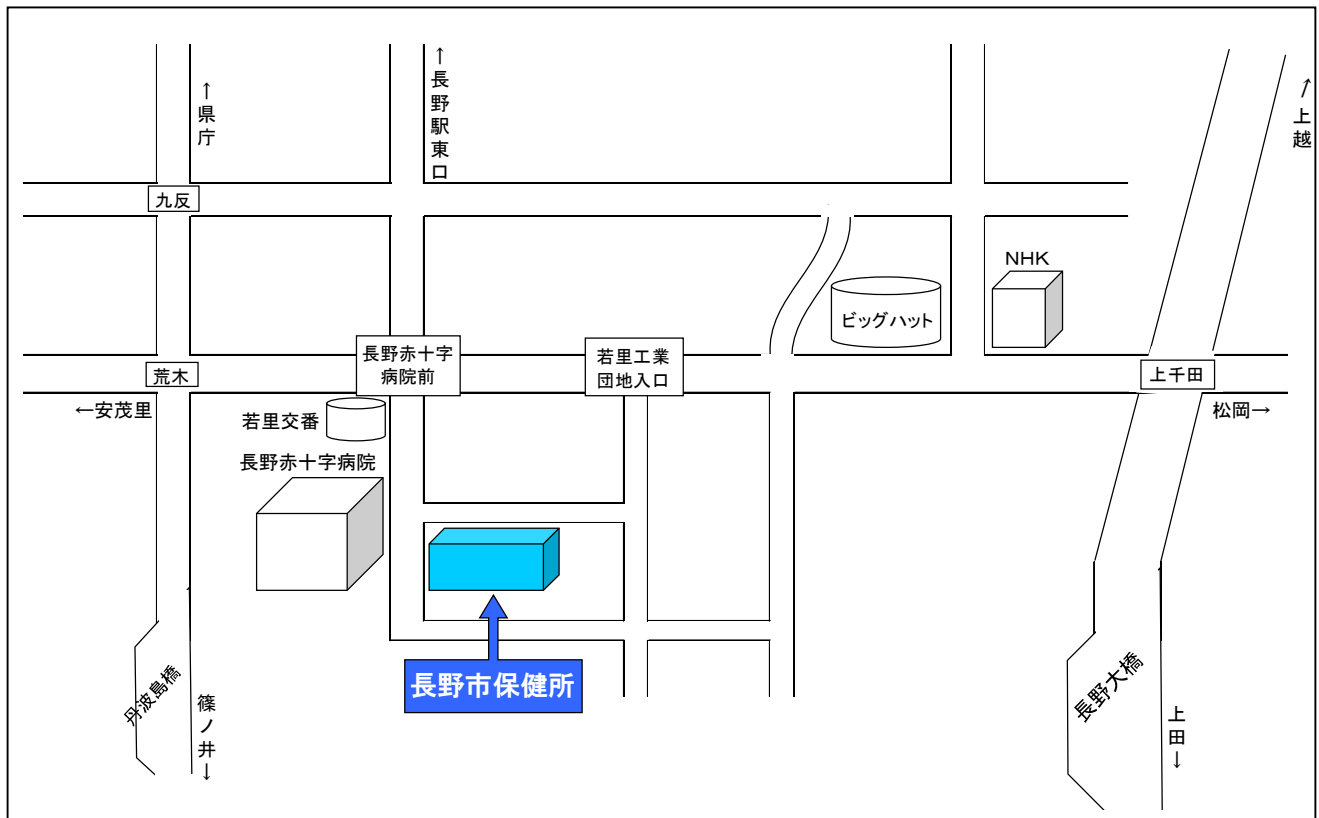 ↑県庁
↑長野駅東口
↑上越
九反
NHK
ビッグハット
長野赤十字
病院前
若里工業
団地入口
荒木
上千田
←安茂里
松岡→
若里交番
長野赤十字病院
長野市保健所
丹波島橋
篠ノ井↓
長野大橋
上田↓